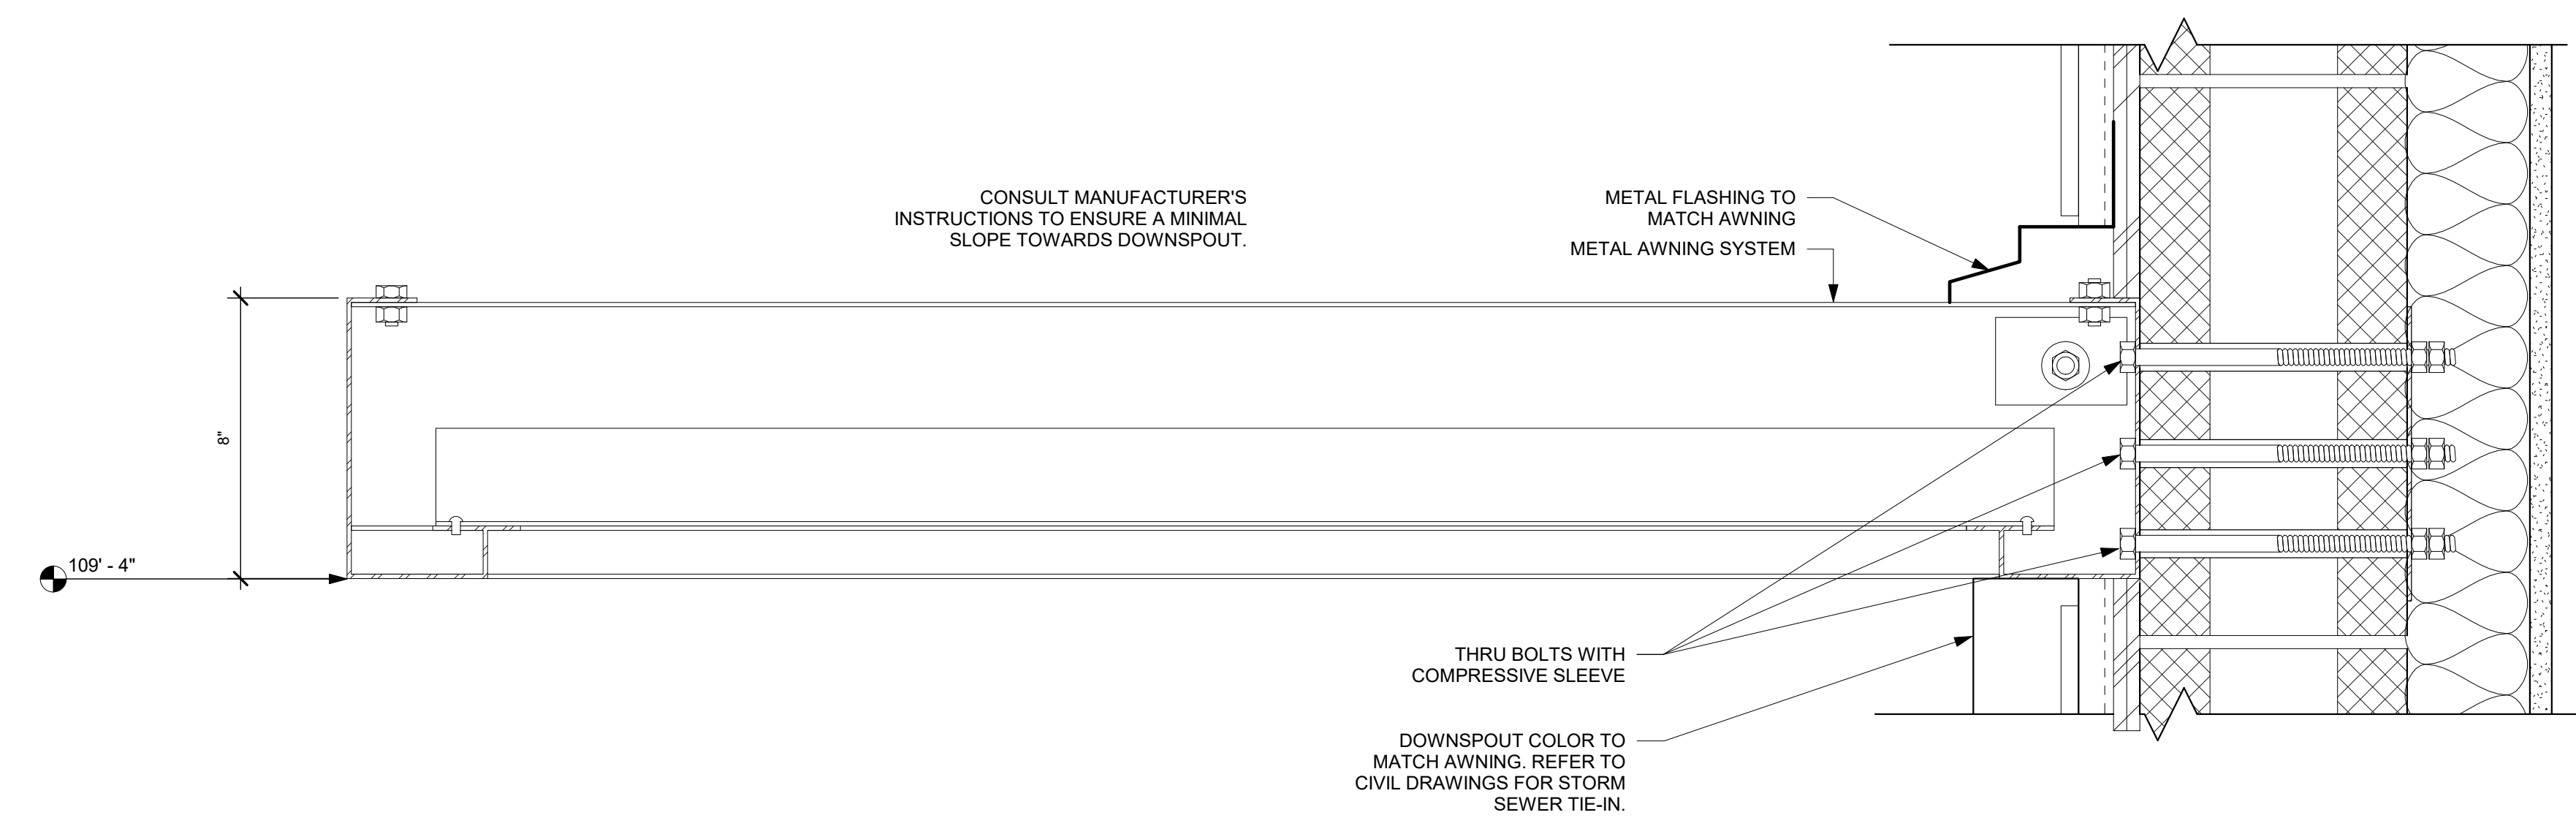 CONSULT MANUFACTURER'S
INSTRUCTIONS TO ENSURE A MINIMAL
SLOPE TOWARDS DOWNSPOUT.
METAL FLASHING TO
MATCH AWNING
METAL AWNING SYSTEM
8"
109' - 4"
THRU BOLTS WITH
COMPRESSIVE SLEEVE
DOWNSPOUT COLOR TO
MATCH AWNING. REFER TO
CIVIL DRAWINGS FOR STORM
SEWER TIE-IN.